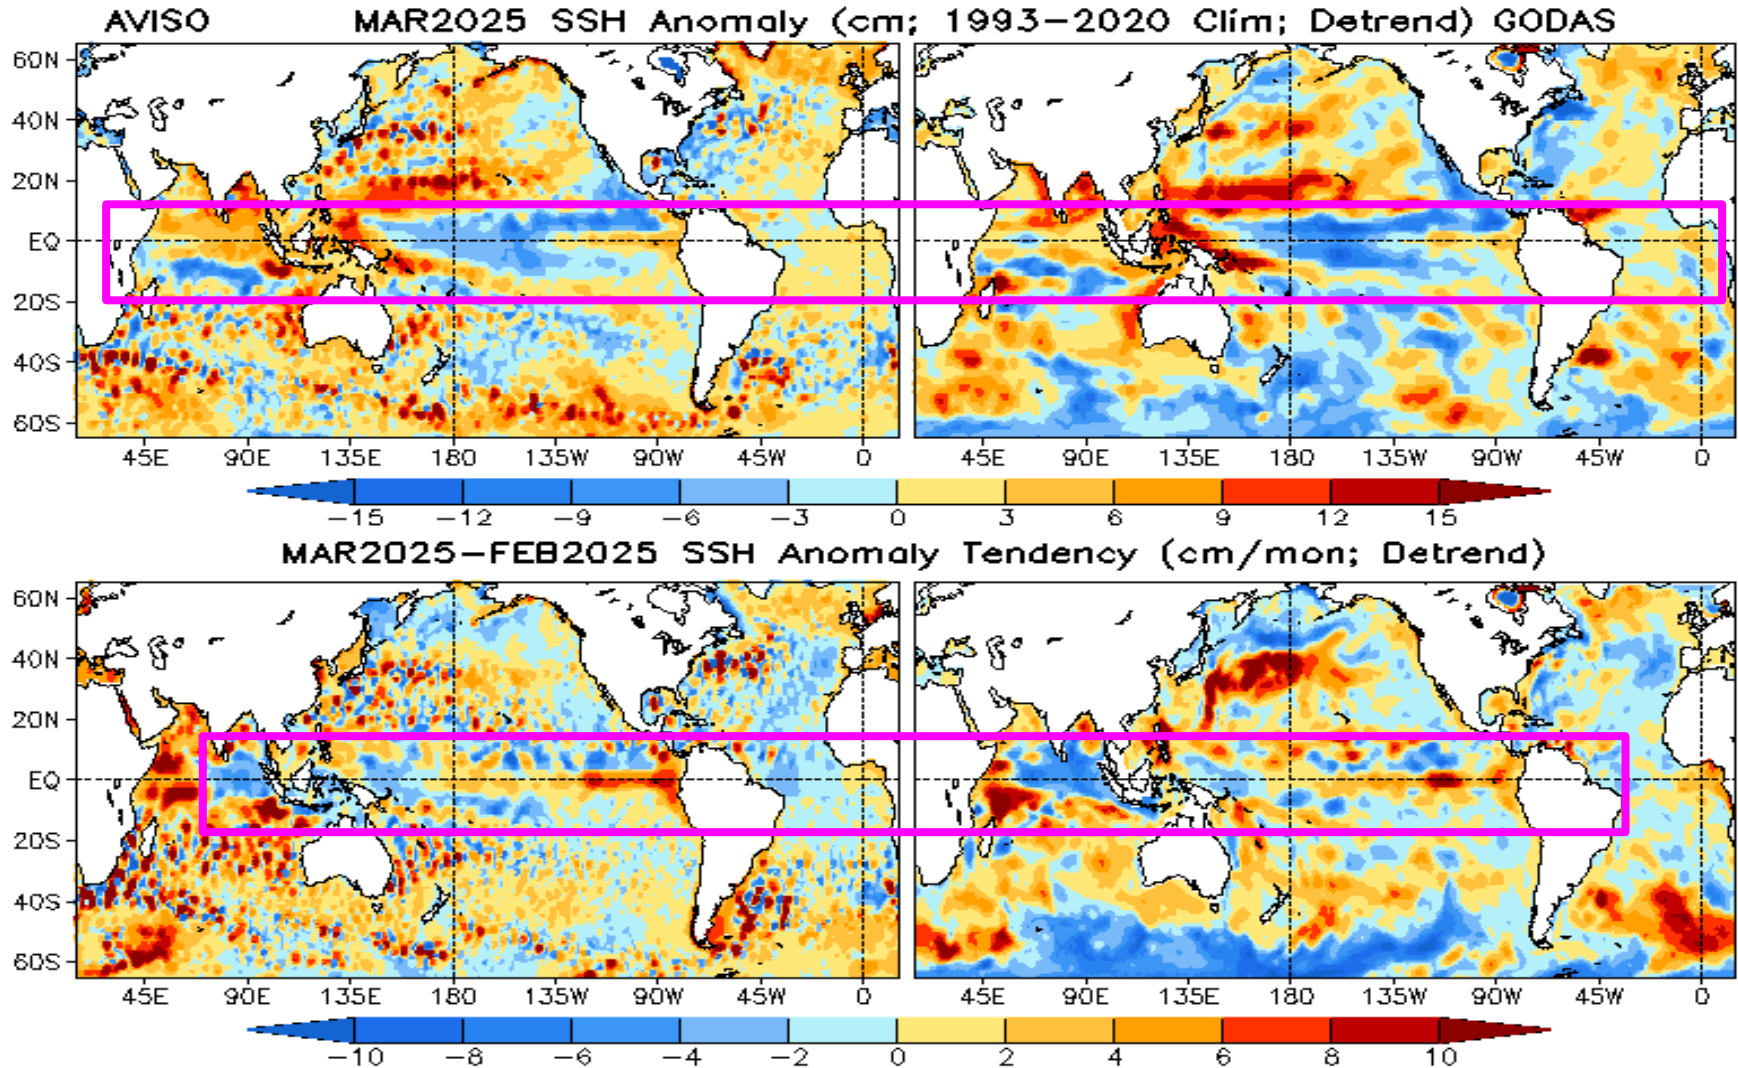 AVISO MAR2025 SSH Anomaly (cm; 1993-2020 Clim; Detrend) GODAS
60N
40N
20N
EQ
20S
40S
60S
45E 90E 135E 180 135W 90W 45W 0 45E 90E 135E 180 135W 90W 45W 0
-15 -12 -9 -6 -3 0 3 6 9 12 15
MAR2025-FEB2025 SSH Anomaly Tendency (cm/mon; Detrend)
60N
40N
20N
EQ
20S
40S
60S
45E 90E 135E 180 135W 90W 45W 0 45E 90E 135E 180 135W 90W 45W 0
-10 -8 -6 -4 -2 0 2 4 6 8 10